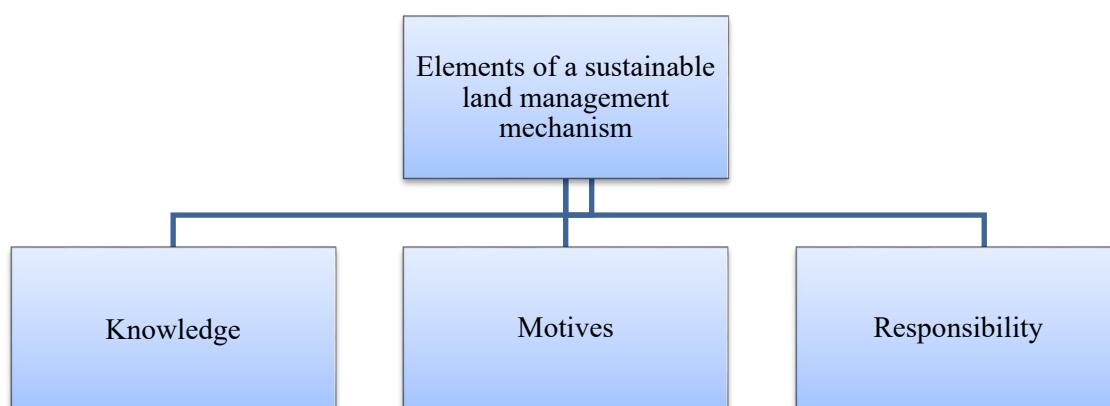 Elements of a sustainable
land management
mechanism
Knowledge
Motives
Responsibility